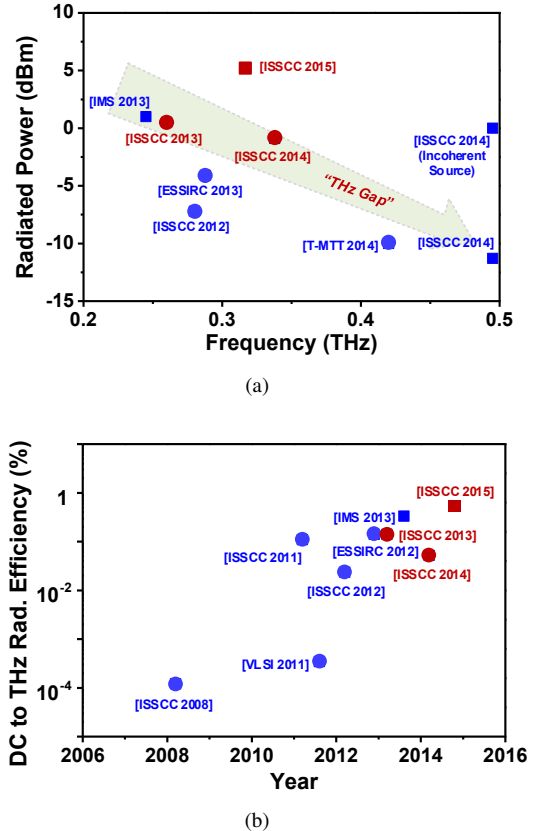 10
5
0
-5
-10
-15
0.2
0.3
0.4
0.5
Radiated Power (dBm)
Frequency (THz)
[ISSCC 2015]
[IMS 2013]
[ISSCC 2013]
[ISSCC 2014]
[ISSCC 2014]
(Incoherent
Source)
[ESSIRC 2013]
"THz Gap"
[ISSCC 2012]
[T-MTT 2014]
[ISSCC 2014]
(a)
DC to THz Rad. Efficiency (%)
1
10-2
10-4
2006
2008
2010
2012
2014
2016
Year
[ISSCC 2015]
[IMS 2013]
[ISSCC 2013]
[ISSCC 2011]
[ESSIRC 2012]
[ISSCC 2014]
[ISSCC 2012]
[VLSI 2011]
[ISSCC 2008]
(b)